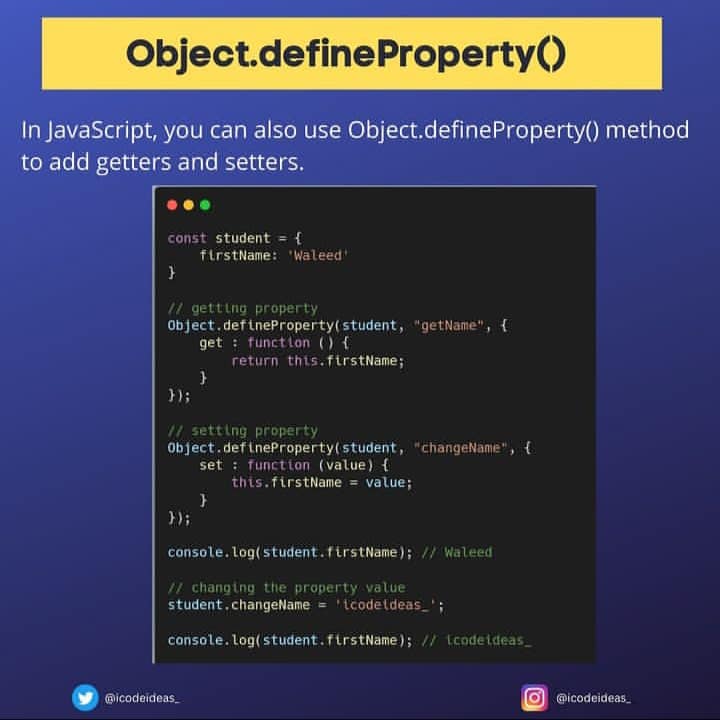 Object.defineProperty()
In JavaScript, you can also use Object.defineProperty() method
to add getters and setters.
const student = {
    firstName: 'Waleed'
}
// getting property
Object.defineProperty(student, "getName", {
    get : function () {
        return this.firstName;
    }
});
// setting property
Object.defineProperty(student, "changeName", {
    set : function (value) {
        this.firstName = value;
    }
});
console.log(student.firstName); // Waleed
// changing the property value
student.changeName = 'icodeideas_';
console.log(student.firstName); // icodeideas_
@icodeideas_
@icodeideas_